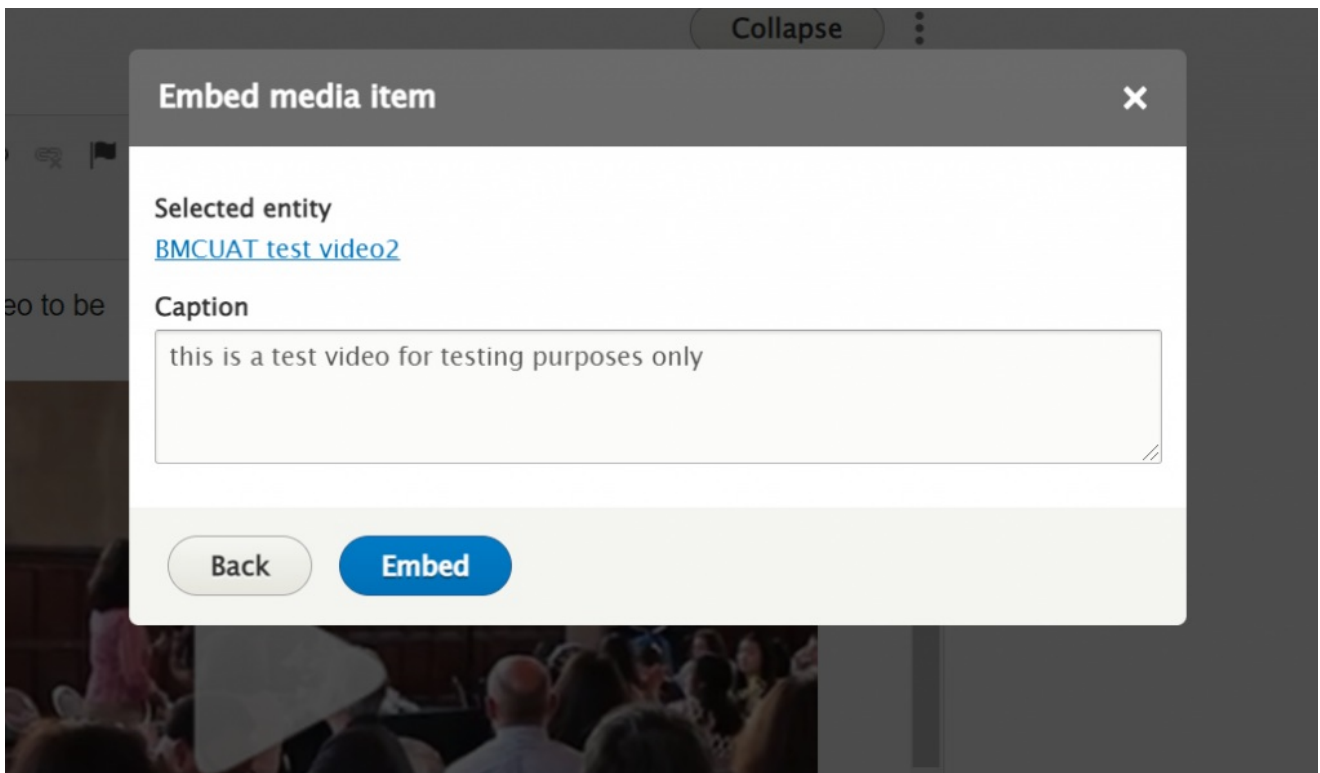 Collapse
Embed media item
Selected entity
BMCUAT test video2
eo to be
Caption
this is a test video for testing purposes only
Back
Embed